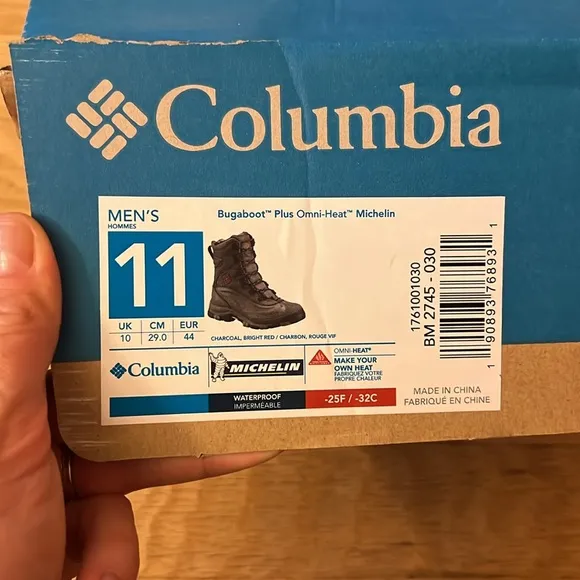 Columbia
MEN'S
HOMMES
11
UK CM EUR
10 29.0 44
Bugaboot™ Plus Omni-Heat™ Michelin
CHARCOAL, BRIGHT RED / CHARBON, ROUGE VIF
1761001030
BM 2745 - 030
1 90893 76893 1
Columbia
MICHELIN
OMNI-HEAT®
MAKE YOUR
OWN HEAT
FABRIQUEZ VOTRE
PROPRE CHALEUR
WATERPROOF
IMPERMÉABLE
-25F / -32C
MADE IN CHINA
FABRIQUÉ EN CHINE